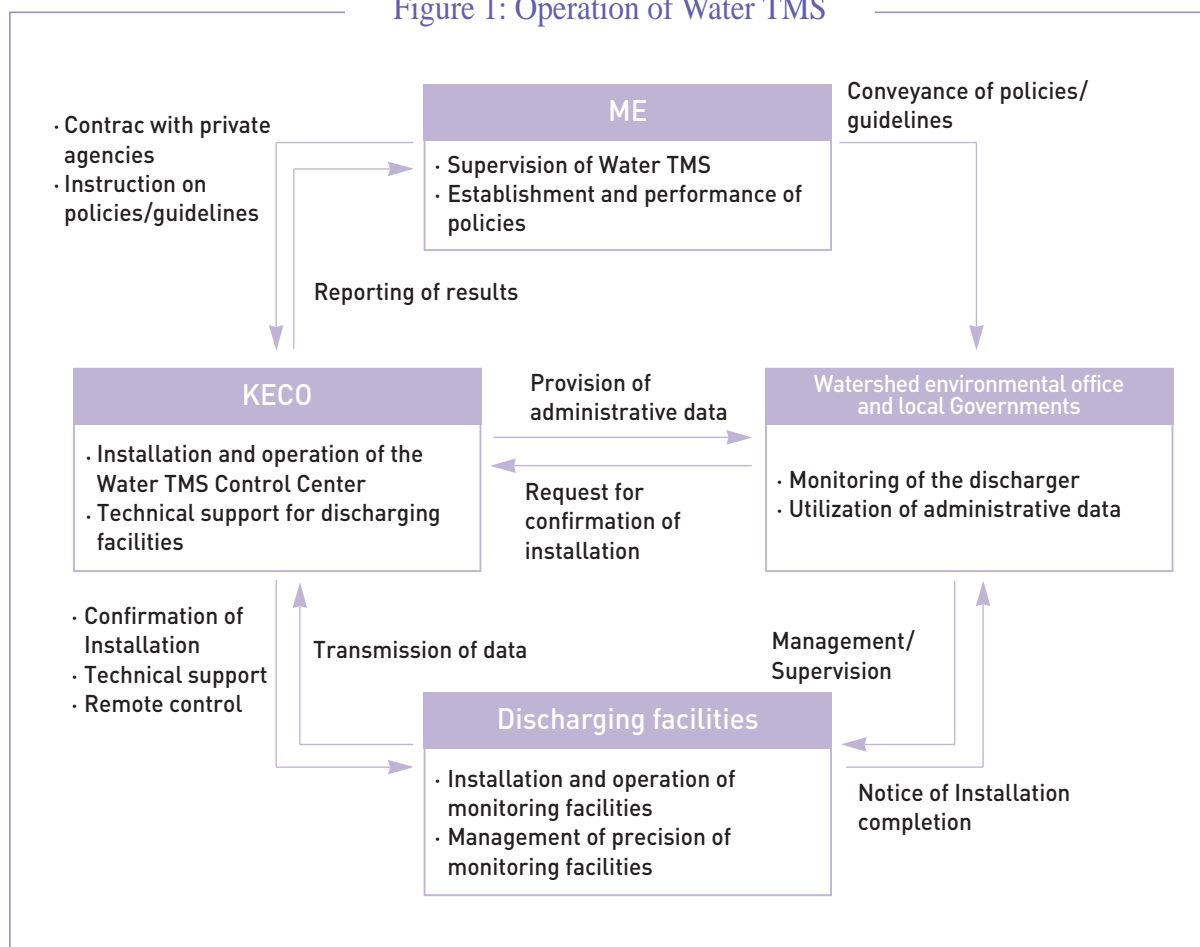 Figure 1: Operation of Water TMS
· Contrac with private
agencies
· Instruction on
policies/guidelines
ME
· Supervision of Water TMS
· Establishment and performance of
policies
Conveyance of policies/
guidelines
Reporting of results
KECO
· Installation and operation of the
Water TMS Control Center
· Technical support for discharging
facilities
Provision of
administrative data
Request for
confirmation of
installation
Watershed environmental office
and local Governments
· Monitoring of the discharger
· Utilization of administrative data
· Confirmation of
Installation
· Technical support
· Remote control
Transmission of data
Management/
Supervision
Discharging facilities
· Installation and operation of
monitoring facilities
· Management of precision of
monitoring facilities
Notice of Installation
completion